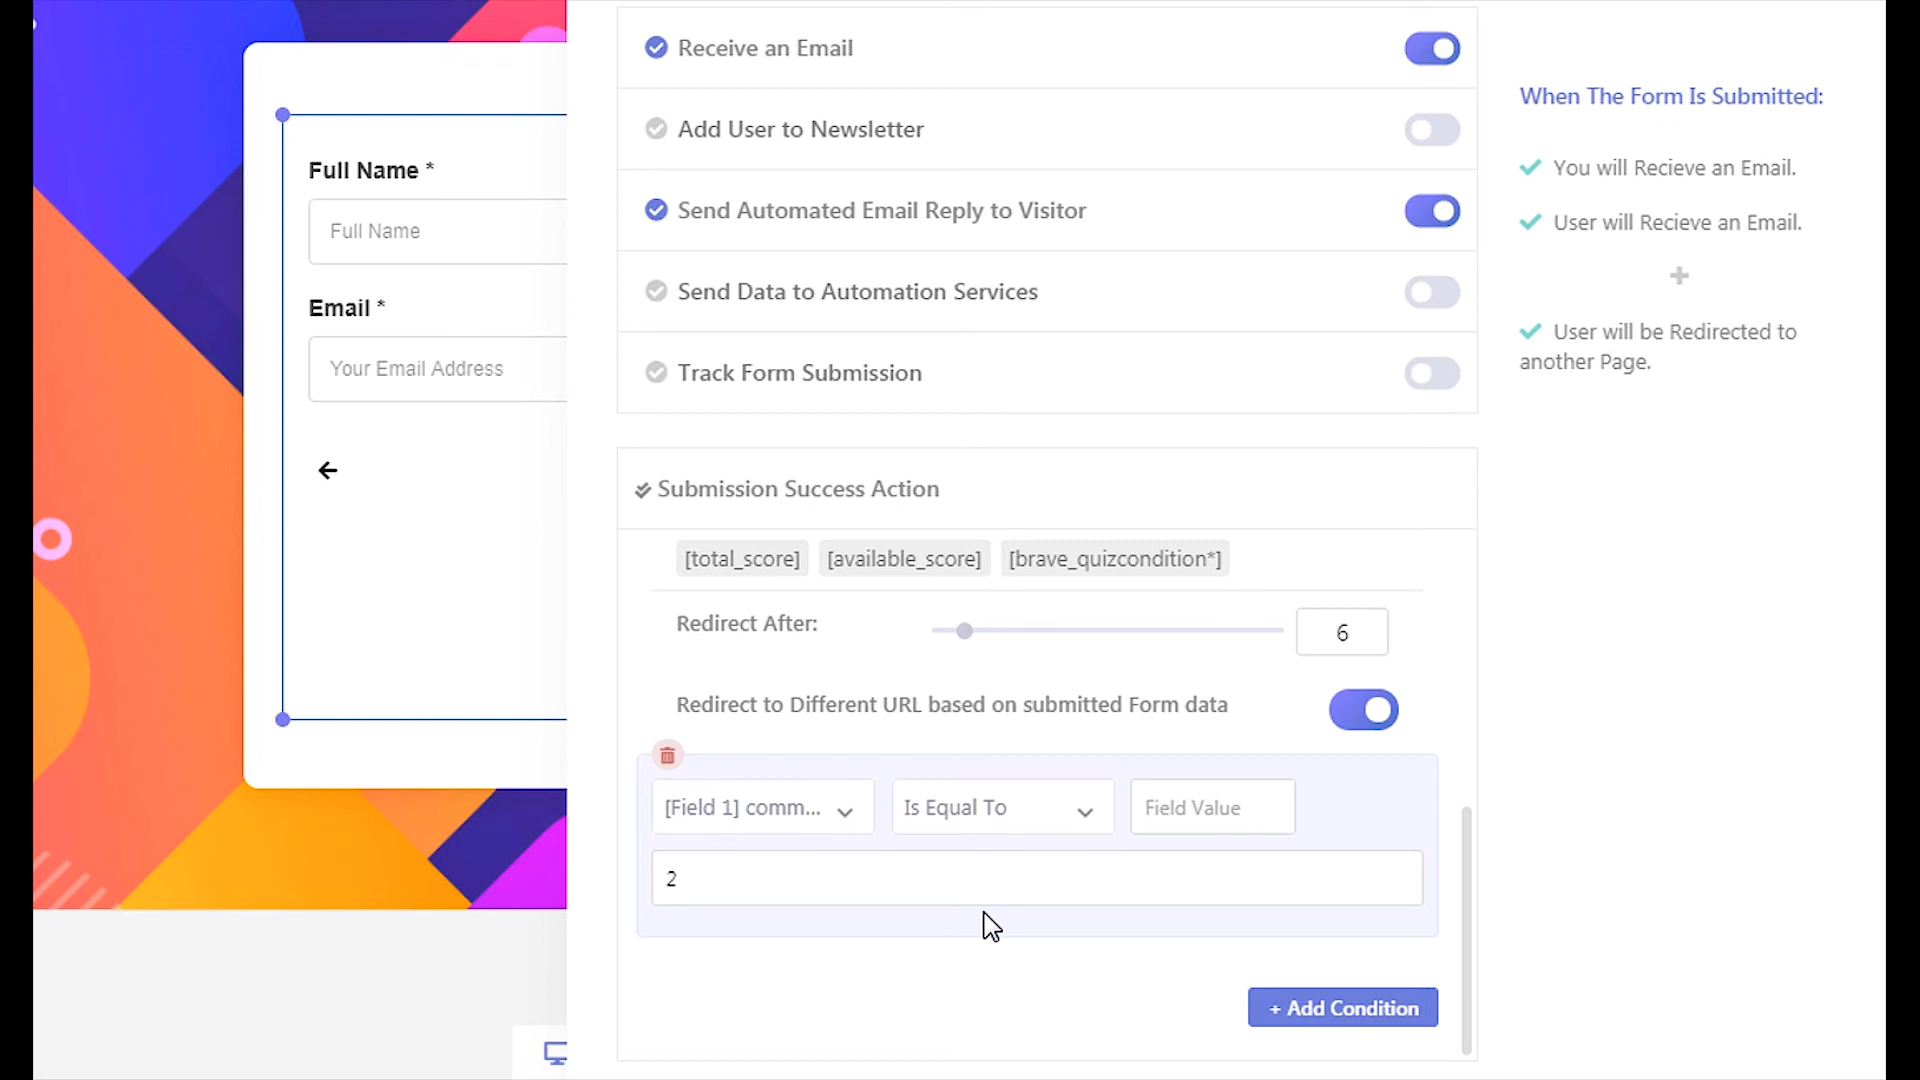 Full Name *
Full Name
Email *
Your Email Address
Receive an Email
Add User to Newsletter
Send Automated Email Reply to Visitor
Send Data to Automation Services
Track Form Submission
Submission Success Action
[total_score] [available_score] [brave_quizcondition*]
Redirect After:
6
Redirect to Different URL based on submitted Form data
[Field 1] comm... Is Equal To Field Value
2
+ Add Condition
When The Form Is Submitted:
You will Recieve an Email.
User will Recieve an Email.
User will be Redirected to
another Page.